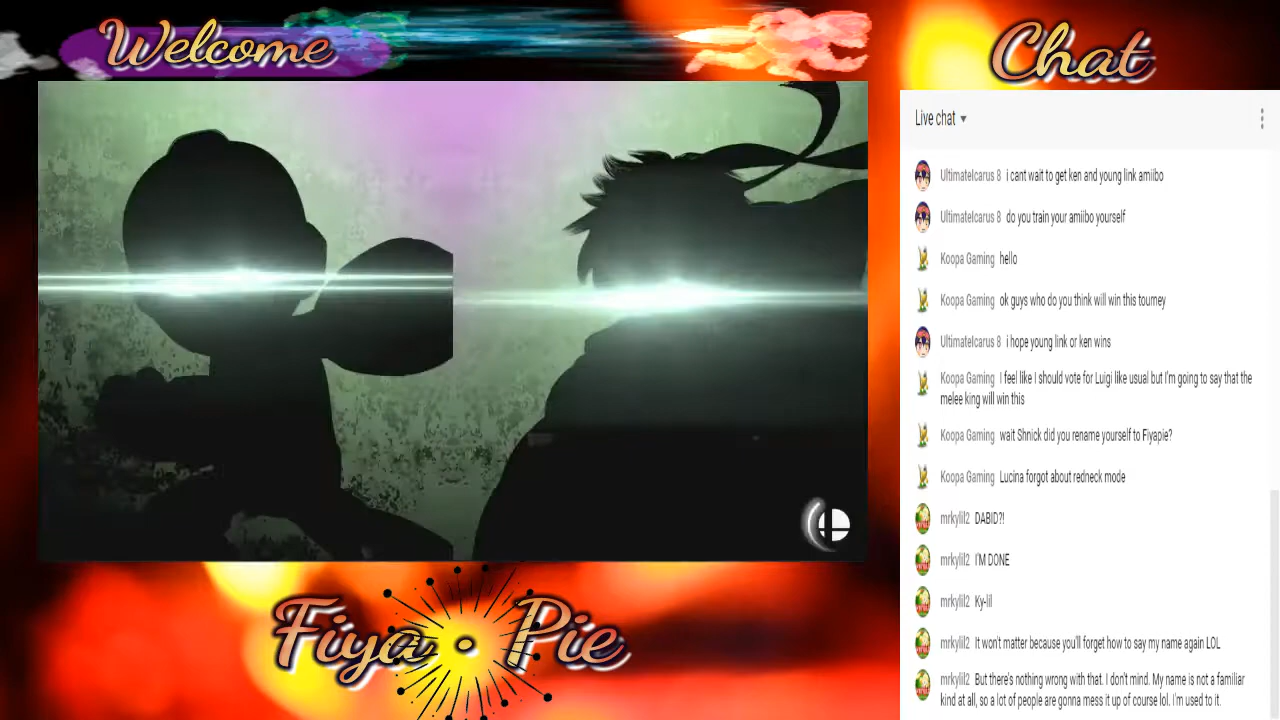 Welcome
Chat
Live chat
UltimateIcarus 8 i cant wait to get ken and young link amiibo
UltimateIcarus 8 do you train your amiibo yourself
Koopa Gaming hello
Koopa Gaming ok guys who do you think will win this tourney
UltimateIcarus 8 i hope young link or ken wins
Koopa Gaming I feel like I should vote for Luigi like usual but I'm going to say that the
melee king will win this
Koopa Gaming wait Shnick did you rename yourself to Fiyapie?
Koopa Gaming Lucina forgot about redneck mode
mrkylil2 DABID?!
mrkylil2 I'M DONE
mrkylil2 Ky-lil
mrkylil2 It won't matter because you'll forget how to say my name again LOL
mrkylil2 But there's nothing wrong with that. I don't mind. My name is not a familiar
kind at all, so a lot of people are gonna mess it up of course lol. I'm used to it.
Fiya • Pie